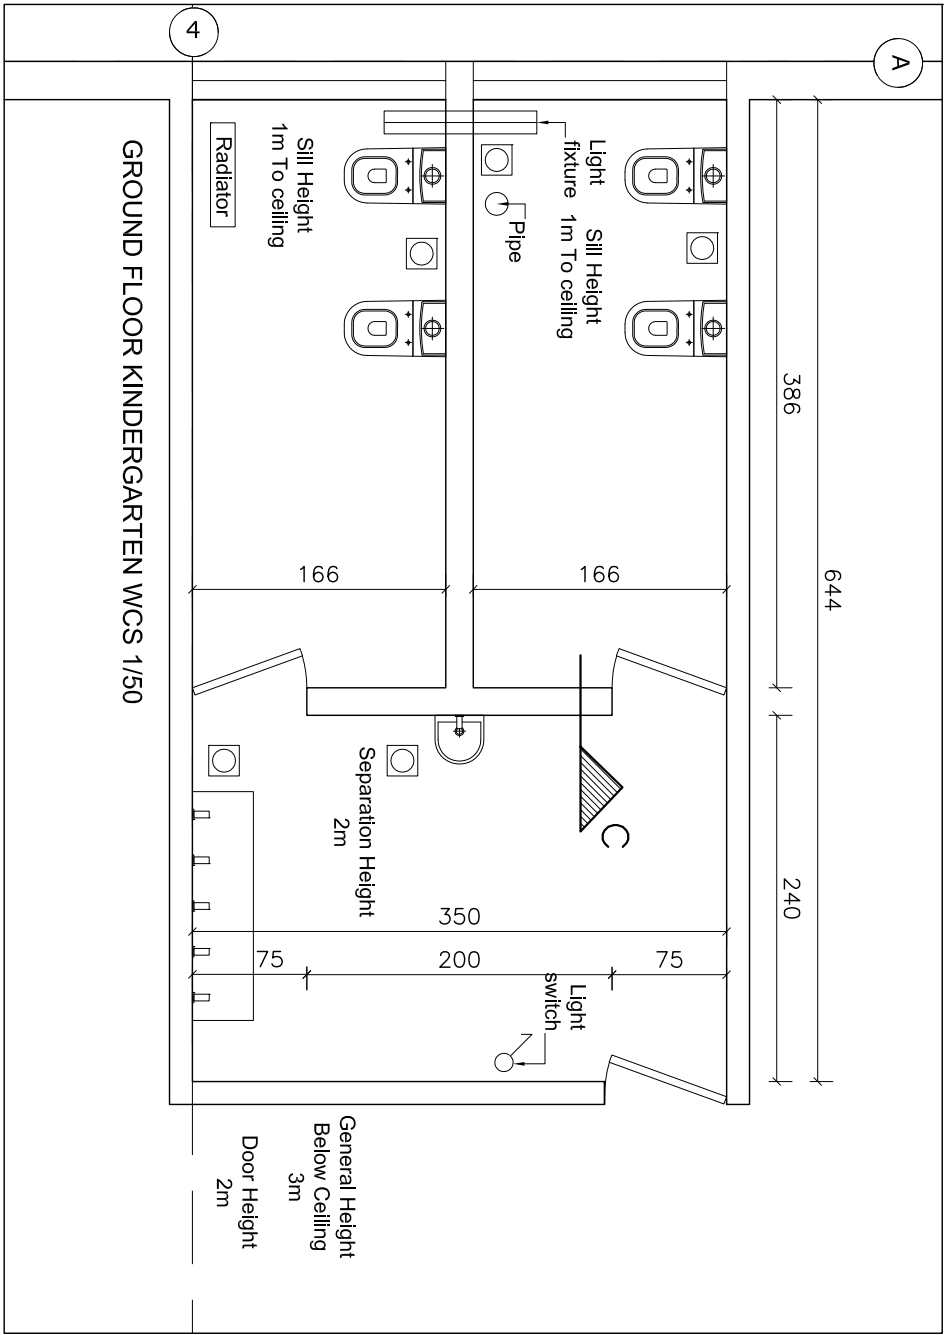 4
A
Radiator
Sill Height
1m To ceiling
Light
fixture
Sill Height
1m To ceiling
Pipe
386
644
166
166
240
Separation Height
2m
C
350
75
200
75
Light
switch
General Height
Below Ceiling
3m
Door Height
2m
GROUND FLOOR KINDERGARTEN WCS 1/50